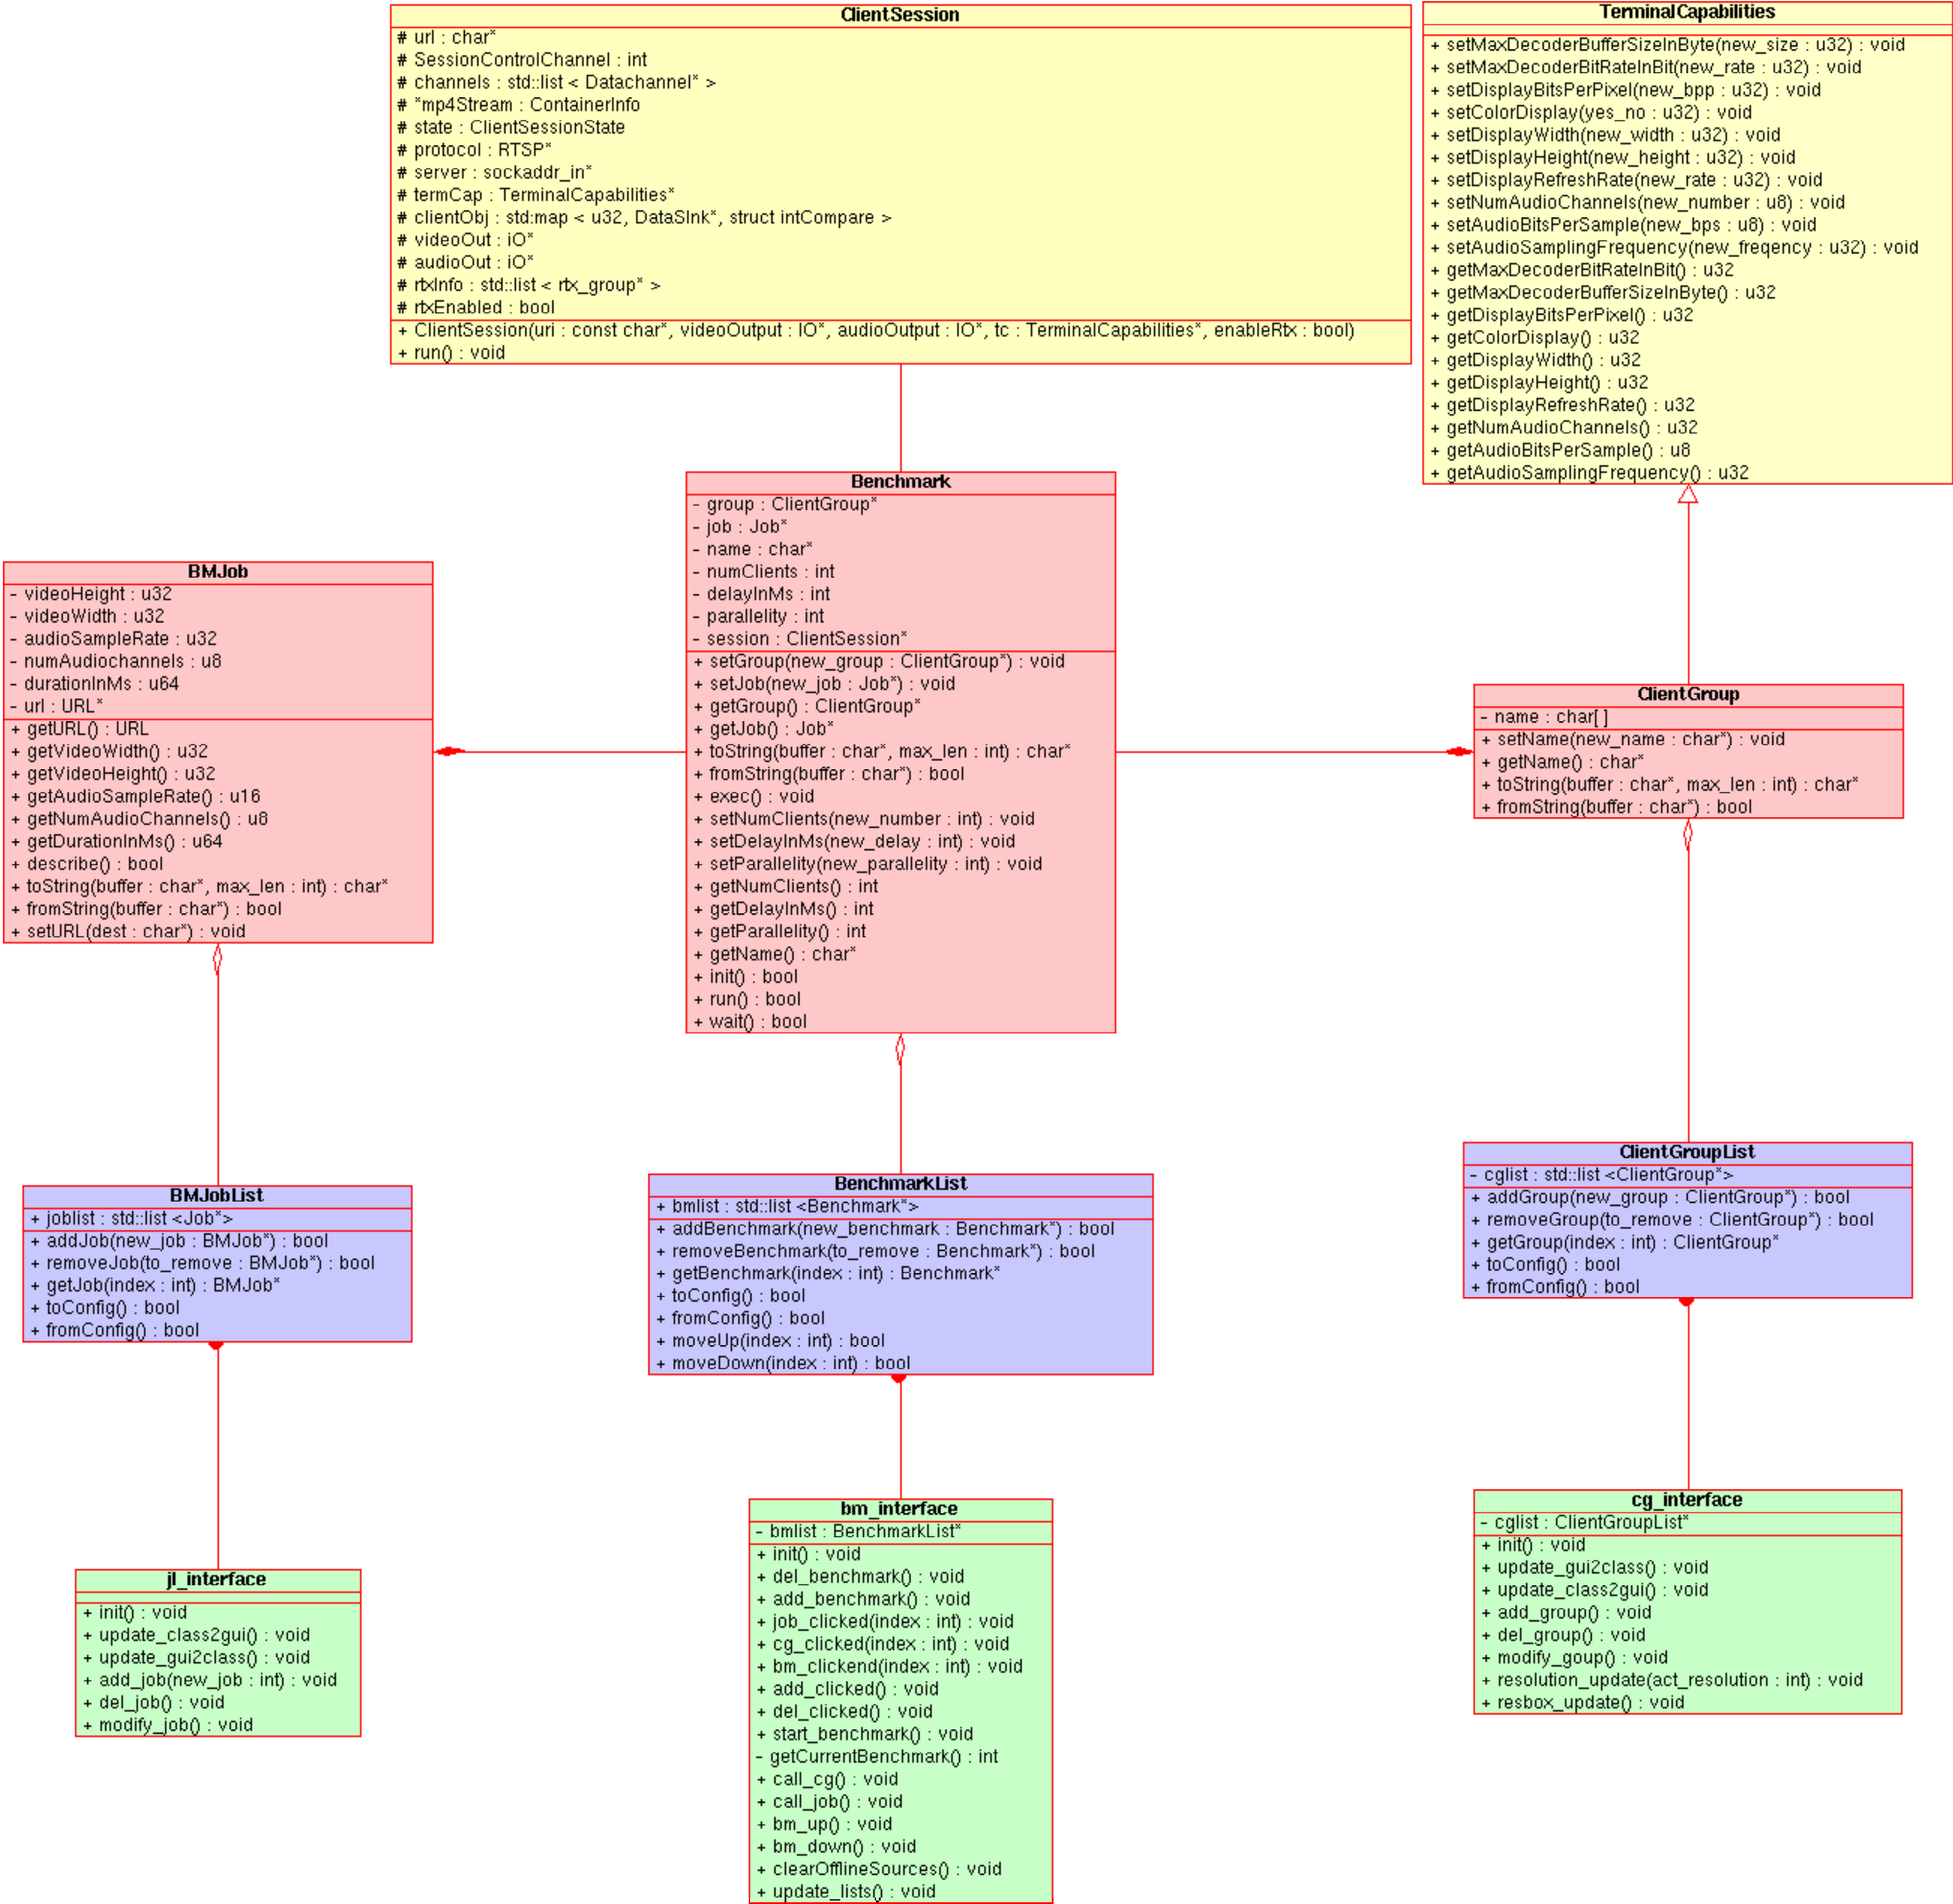 ClientSession
# url : char*
# SessionControlChannel : int
# channels : std::list < Datachannel* >
# *mp4Stream : ContainerInfo
# state : ClientSessionState
# protocol : RTSP*
# server : sockaddr_in*
# termCap : TerminalCapabilities*
# clientObj : std:map < u32, DataSInk*, struct intCompare >
# videoOut : iO*
# audioOut : iO*
# rtxInfo : std::list < rtx_group* >
# rtxEnabled : bool
+ ClientSession(uri : const char*, videoOutput : IO*, audioOutput : IO*, tc : TerminalCapabilities*, enableRtx : bool)
+ run() : void
TerminalCapabilities
+ setMaxDecoderBufferSizeInByte(new_size : u32) : void
+ setMaxDecoderBitRateInBit(new_rate : u32) : void
+ setDisplayBitsPerPixel(new_bpp : u32) : void
+ setColorDisplay(yes_no : u32) : void
+ setDisplayWidth(new_width : u32) : void
+ setDisplayHeight(new_height : u32) : void
+ setDisplayRefreshRate(new_rate : u32) : void
+ setNumAudioChannels(new_number : u8) : void
+ setAudioBitsPerSample(new_bps : u8) : void
+ setAudioSamplingFrequency(new_freqency : u32) : void
+ getMaxDecoderBitRateInBit() : u32
+ getMaxDecoderBufferSizeInByte() : u32
+ getDisplayBitsPerPixel() : u32
+ getColorDisplay() : u32
+ getDisplayWidth() : u32
+ getDisplayHeight() : u32
+ getDisplayRefreshRate() : u32
+ getNumAudioChannels() : u32
+ getAudioBitsPerSample() : u8
+ getAudioSamplingFrequency() : u32
BMJob
- videoHeight : u32
- videoWidth : u32
- audioSampleRate : u32
- numAudiochannels : u8
- durationInMs : u64
- url : URL*
+ getURL() : URL
+ getVideoWidth() : u32
+ getVideoHeight() : u32
+ getAudioSampleRate() : u16
+ getNumAudioChannels() : u8
+ getDurationInMs() : u64
+ describe() : bool
+ toString(buffer : char*, max_len : int) : char*
+ fromString(buffer : char*) : bool
+ setURL(dest : char*) : void
Benchmark
- group : ClientGroup*
- job : Job*
- name : char*
- numClients : int
- delayInMs : int
- parallelity : int
- session : ClientSession*
+ setGroup(new_group : ClientGroup*) : void
+ setJob(new_job : Job*) : void
+ getGroup() : ClientGroup*
+ getJob() : Job*
+ toString(buffer : char*, max_len : int) : char*
+ fromString(buffer : char*) : bool
+ exec() : void
+ setNumClients(new_number : int) : void
+ setDelayInMs(new_delay : int) : void
+ setParallelity(new_parallelity : int) : void
+ getNumClients() : int
+ getDelayInMs() : int
+ getParallelity() : int
+ getName() : char*
+ init() : bool
+ run() : bool
+ wait() : bool
ClientGroup
- name : char[ ]
+ setName(new_name : char*) : void
+ getName() : char*
+ toString(buffer : char*, max_len : int) : char*
+ fromString(buffer : char*) : bool
BMJobList
+ joblist : std::list <Job*>
+ addJob(new_job : BMJob*) : bool
+ removeJob(to_remove : BMJob*) : bool
+ getJob(index : int) : BMJob*
+ toConfig() : bool
+ fromConfig() : bool
BenchmarkList
+ bmlist : std::list <Benchmark*>
+ addBenchmark(new_benchmark : Benchmark*) : bool
+ removeBenchmark(to_remove : Benchmark*) : bool
+ getBenchmark(index : int) : Benchmark*
+ toConfig() : bool
+ fromConfig() : bool
+ moveUp(index : int) : bool
+ moveDown(index : int) : bool
ClientGroupList
- cglist : std::list <ClientGroup*>
+ addGroup(new_group : ClientGroup*) : bool
+ removeGroup(to_remove : ClientGroup*) : bool
+ getGroup(index : int) : ClientGroup*
+ toConfig() : bool
+ fromConfig() : bool
jl_interface
+ init() : void
+ update_class2gui() : void
+ update_gui2class() : void
+ add_job(new_job : int) : void
+ del_job() : void
+ modify_job() : void
bm_interface
- bmlist : BenchmarkList*
+ init() : void
+ del_benchmark() : void
+ add_benchmark() : void
+ job_clicked(index : int) : void
+ cg_clicked(index : int) : void
+ bm_clickend(index : int) : void
+ add_clicked() : void
+ del_clicked() : void
+ start_benchmark() : void
- getCurrentBenchmark() : int
+ call_cg() : void
+ call_job() : void
+ bm_up() : void
+ bm_down() : void
+ clearOfflineSources() : void
+ update_lists() : void
cg_interface
- cglist : ClientGroupList*
+ init() : void
+ update_gui2class() : void
+ update_class2gui() : void
+ add_group() : void
+ del_group() : void
+ modify_goup() : void
+ resolution_update(act_resolution : int) : void
+ resbox_update() : void